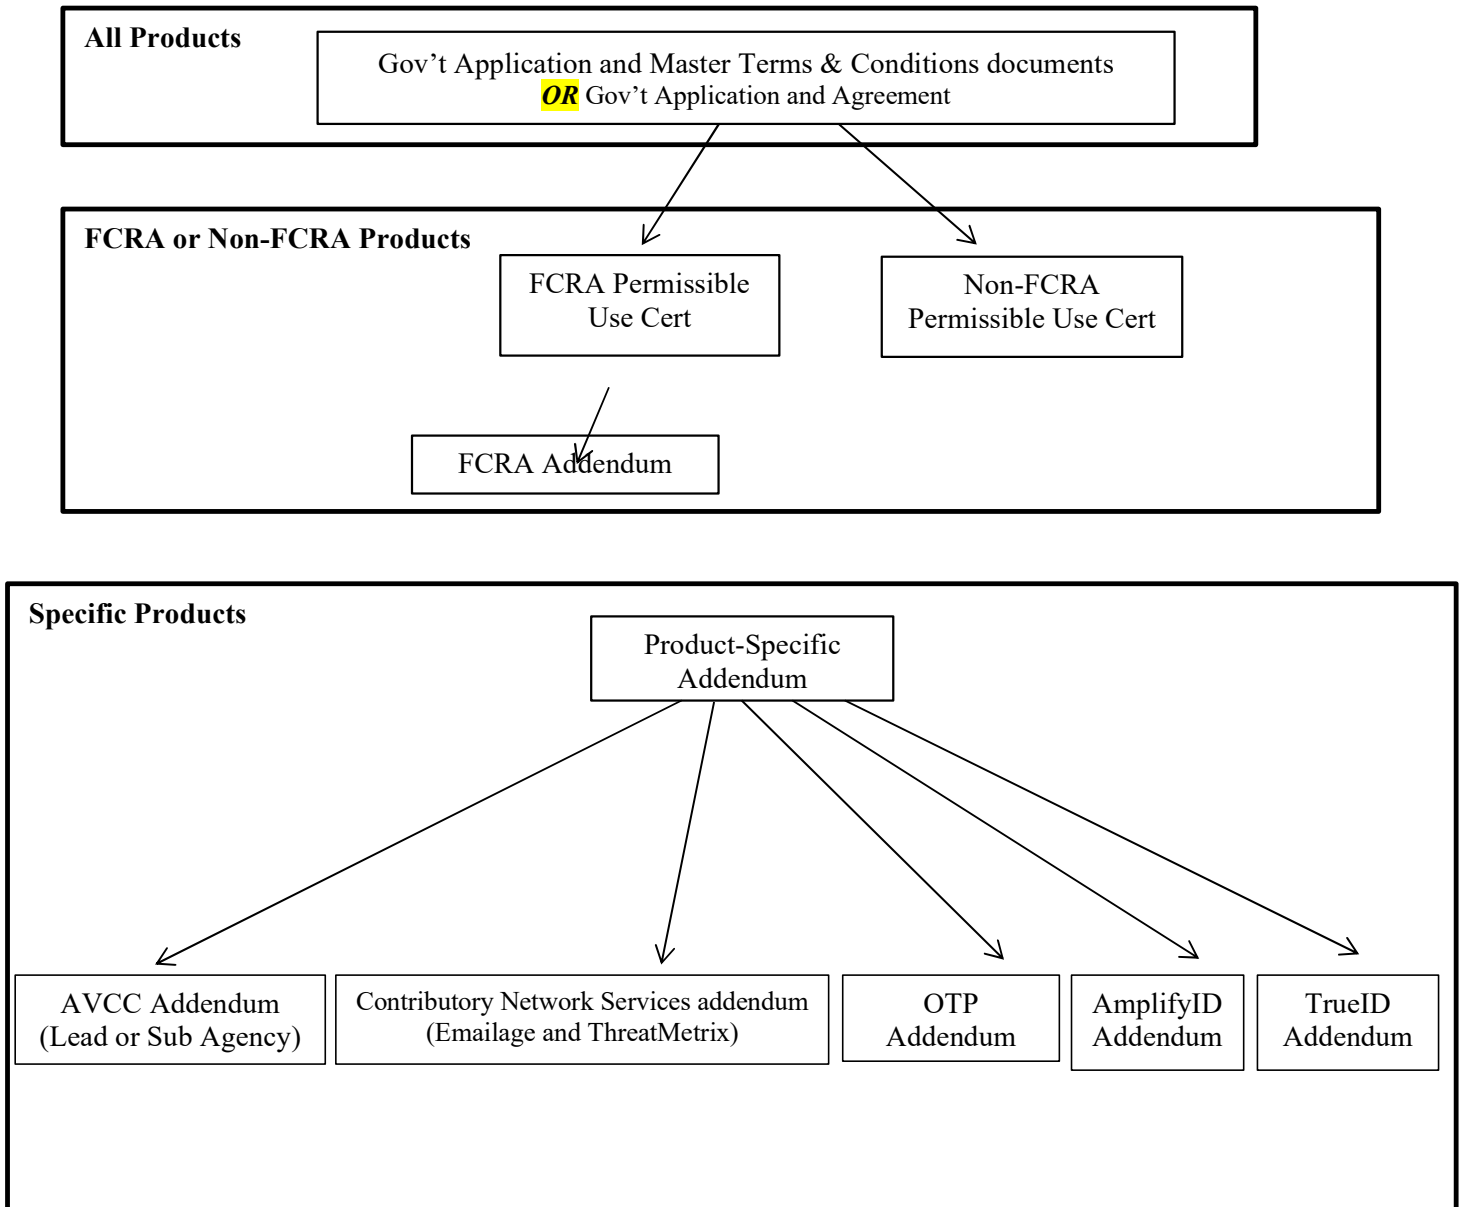 All Products
Gov’t Application and Master Terms & Conditions documents
OR Gov’t Application and Agreement
FCRA or Non-FCRA Products
FCRA Permissible
Use Cert
Non-FCRA
Permissible Use Cert
FCRA Addendum
Specific Products
Product-Specific
Addendum
AVCC Addendum
(Lead or Sub Agency)
Contributory Network Services addendum
(Emailage and ThreatMetrix)
OTP
Addendum
AmplifyID
Addendum
TrueID
Addendum